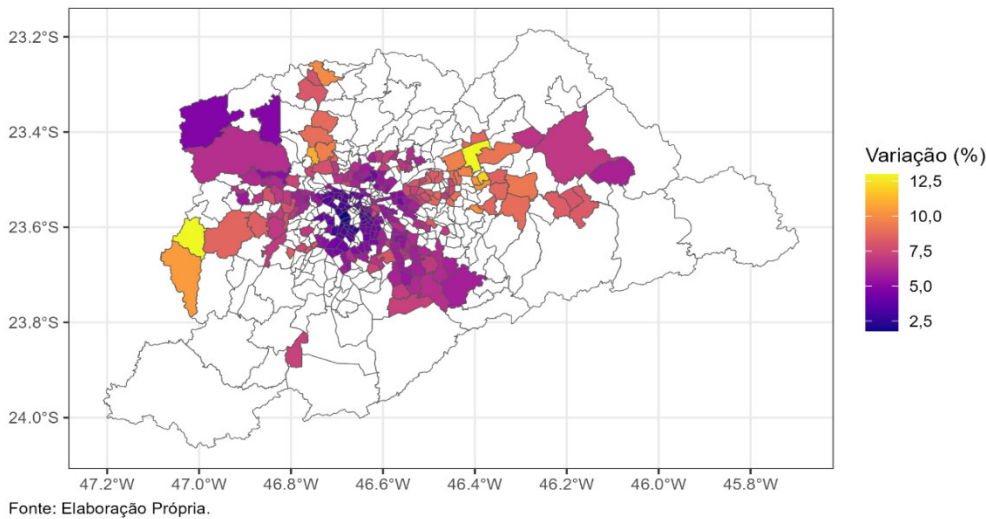 23.2°S
23.4°S
23.6°S
23.8°S
24.0°S
47.2°W 47.0°W 46.8°W 46.6°W 46.4°W 46.2°W 46.0°W 45.8°W
Variação (%)
12,5
10,0
7,5
5,0
2,5
Fonte: Elaboração Própria.